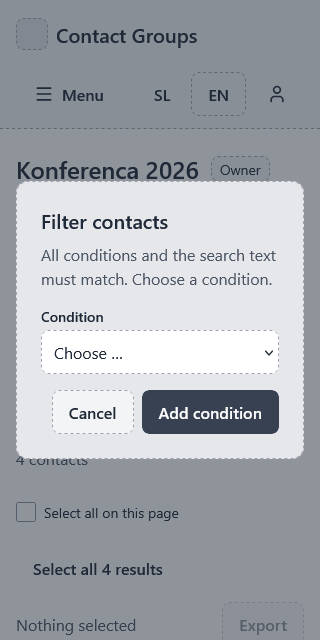 Contact Groups
Menu SL EN
Konferenca 2026 Owner
Filter contacts
All conditions and the search text
must match. Choose a condition.
Condition
Choose ...
Cancel Add condition
4 contacts
Select all on this page
Select all 4 results
Nothing selected Export